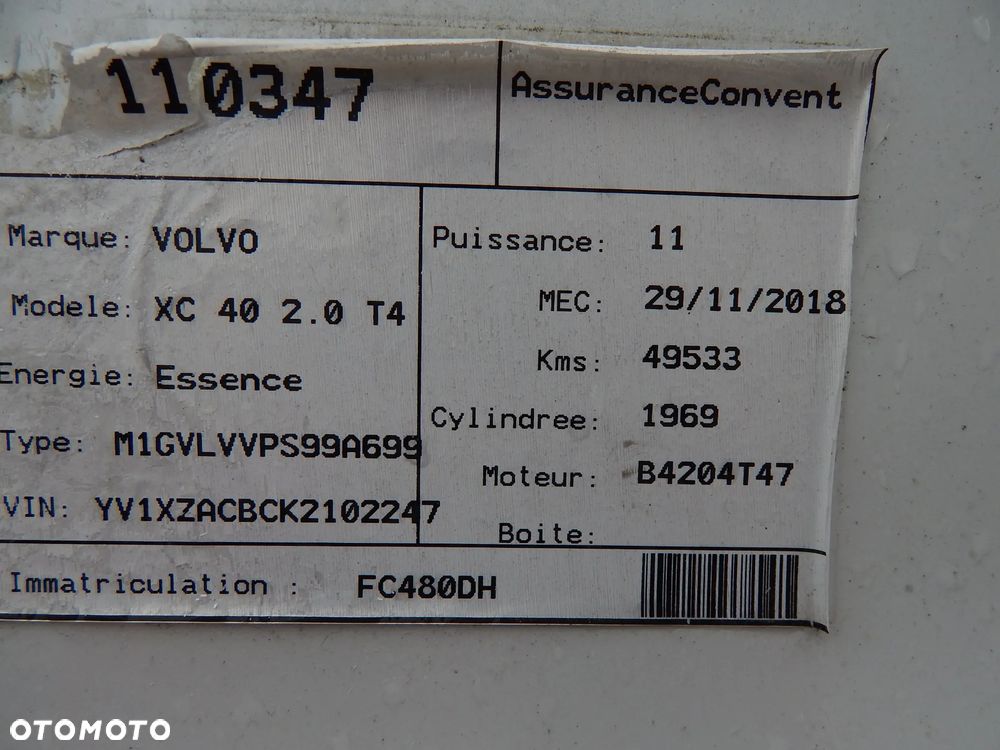 110347
AssuranceConvent
Marque: VOLVO
Modele: XC 40 2.0 T4
Energie: Essence
Type: M1GVLVVPS99A699
VIN: YV1XZACBCK2102247
Puissance: 11
MEC: 29/11/2018
Kms: 49533
Cylindree: 1969
Moteur: B4204T47
Boite:
Immatriculation : FC480DH
OTOMOTO